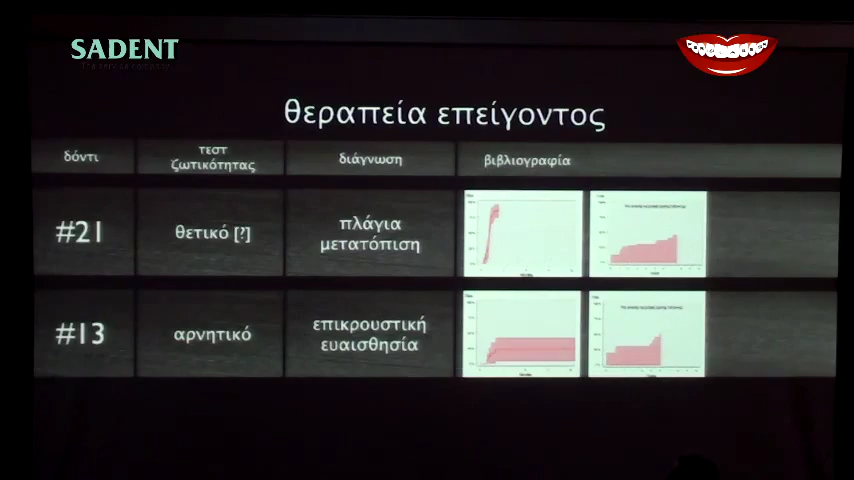 SADENT
θεραπεία επείγοντος
δόντι
τεστ
ζωτικότητας
διάγνωση
βιβλιογραφία
#21
θετικό [?]
πλάγια
μετατόπιση
#13
αρνητικό
επικρουστική
ευαισθησία